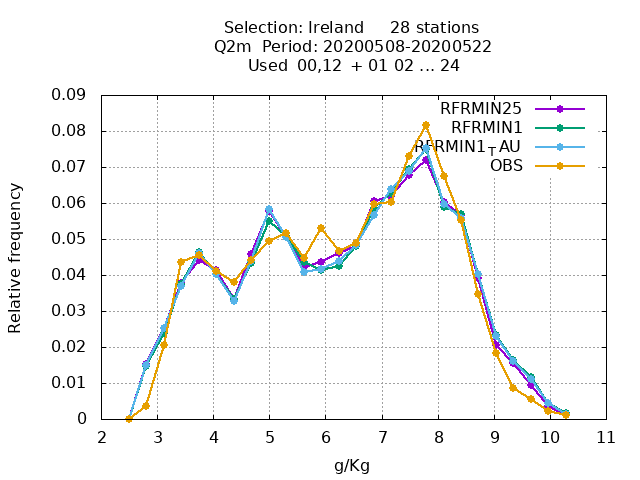 Selection: Ireland 28 stations
Q2m Period: 20200508-20200522
Used 00,12 + 01 02 ... 24
0.09
0.08
0.07
0.06
0.05
0.04
0.03
0.02
0.01
0
Relative frequency
RFRMIN25
RFRMIN1
RFRMIN1_TAU
OBS
2 3 4 5 6 7 8 9 10 11
g/Kg